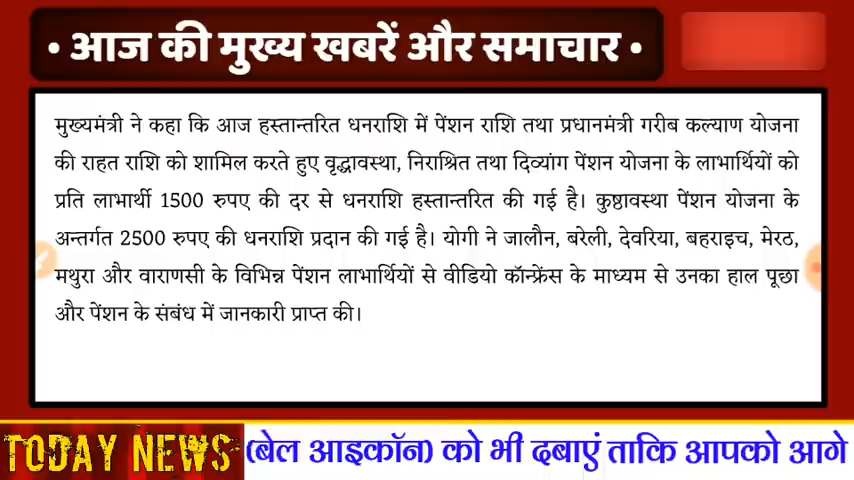 • आज की मुख्य खबरें और समाचार •
मुख्यमंत्री ने कहा कि आज हस्तान्तरित धनराशि में पेंशन राशि तथा प्रधानमंत्री गरीब कल्याण योजना
की राहत राशि को शामिल करते हुए वृद्धावस्था, निराश्रित तथा दिव्यांग पेंशन योजना के लाभार्थियों को
प्रति लाभार्थी 1500 रुपए की दर से धनराशि हस्तान्तरित की गई है। कुष्ठावस्था पेंशन योजना के
अन्तर्गत 2500 रुपए की धनराशि प्रदान की गई है। योगी ने जालौन, बरेली, देवरिया, बहराइच, मेरठ,
मथुरा और वाराणसी के विभिन्न पेंशन लाभार्थियों से वीडियो कॉन्फ्रेंस के माध्यम से उनका हाल पूछा
और पेंशन के संबंध में जानकारी प्राप्त की।
TODAY NEWS (बेल आइकॉन) को भी दबाएं ताकि आपको आगे